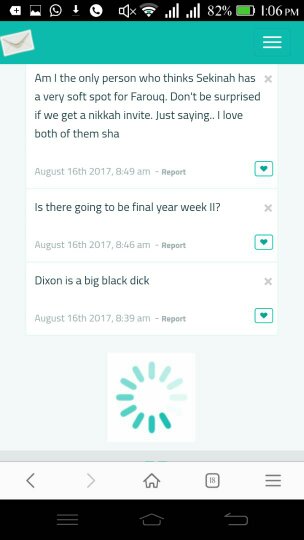 82% 1:06 PM
Am I the only person who thinks Sekinah has
a very soft spot for Farouq. Don't be surprised
if we get a nikkah invite. Just saying.. I love
both of them sha
August 16th 2017, 8:49 am - Report
Is there going to be final year week II?
August 16th 2017, 8:46 am - Report
Dixon is a big black dick
August 16th 2017, 8:39 am - Report
18